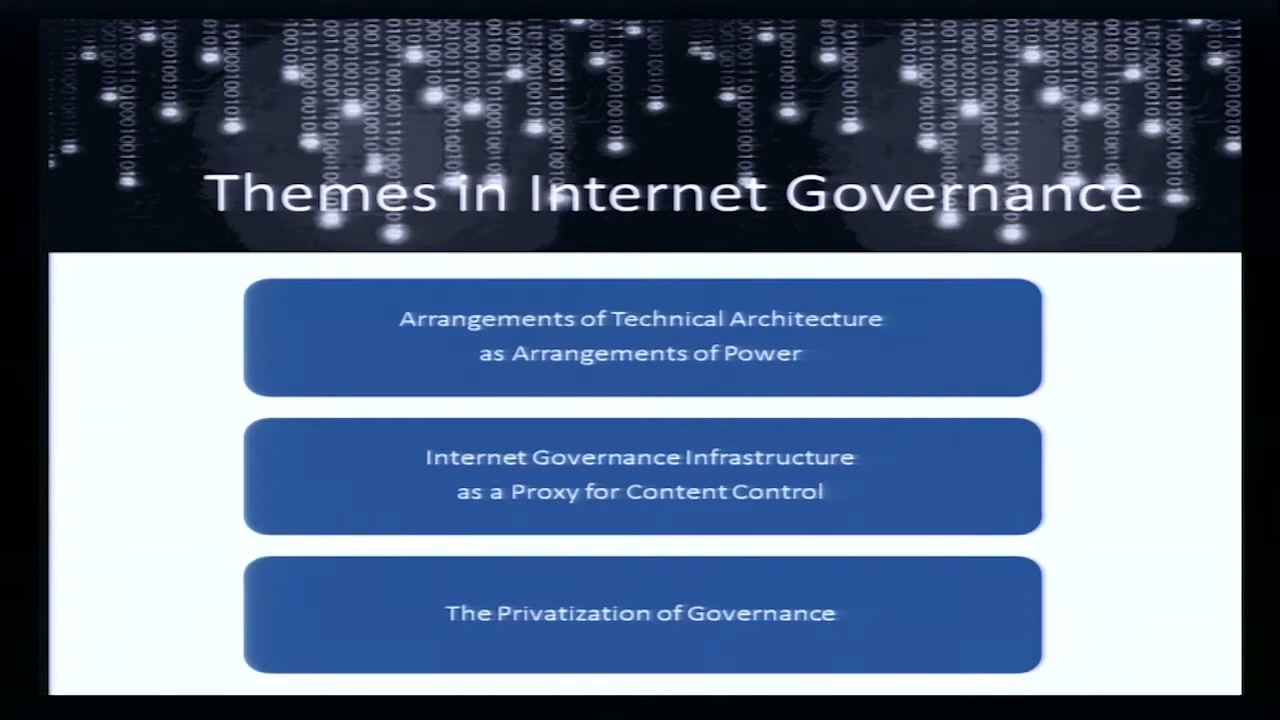 Themes in Internet Governance
Arrangements of Technical Architecture
as Arrangements of Power
Internet Governance Infrastructure
as a Proxy for Content Control
The Privatization of Governance